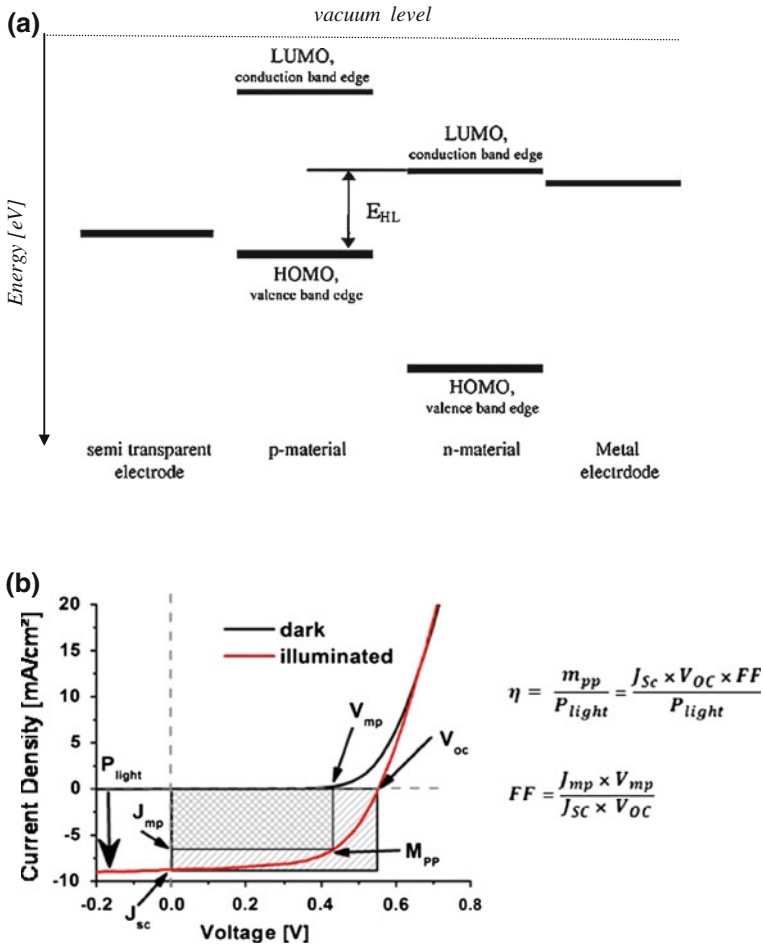 (a)
vacuum level
LUMO,
conduction band edge
LUMO,
conduction band edge
Energy [eV]
E_HL
HOMO,
valence band edge
HOMO,
valence band edge
semi transparent
electrode
p-material
n-material
Metal
electrdode
(b)
Current Density [mA/cm²]
20
15
10
5
0
-5
-10
dark
illuminated
V_mp
V_oc
P_light
J_mp
M_PP
J_sc
-0.2
0.0
0.2
0.4
0.6
0.8
Voltage [V]
η = m_pp / P_light = J_Sc × V_OC × FF / P_light
FF = J_mp × V_mp / J_SC × V_OC